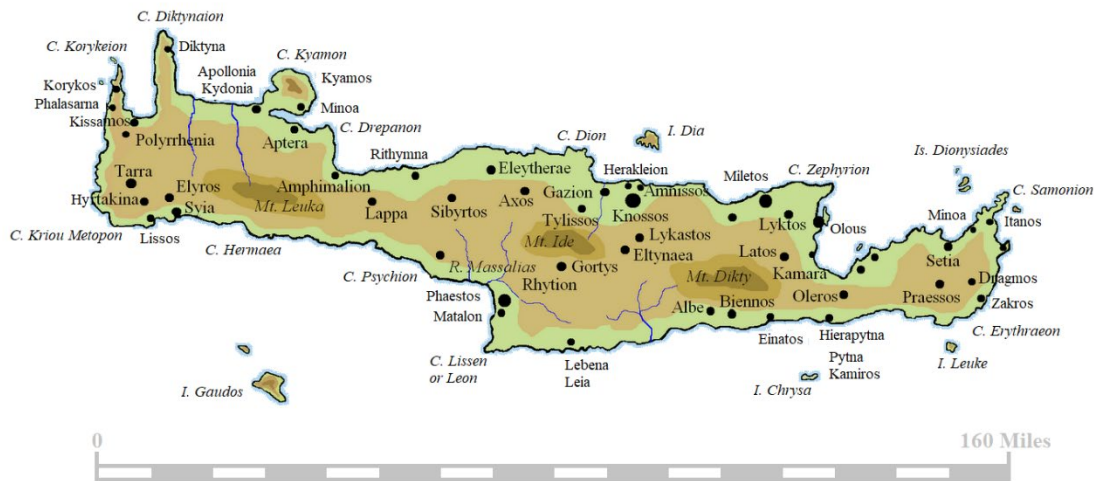 C. Diktynaion
C. Korykeion
Diktyna
C. Kyamon
Apollonia
Kydonia
Kyamos
Korykos
Phalasarna
Kissamos
Minoa
Polyrrhenia
Aptera
C. Drepanon
C. Dion
I. Dia
Rithymna
Is. Dionysiades
Tarra
Elyros
Amphimalion
Eleytherae
Herakleion
Gazion
Amnissos
Miletos
C. Zephyrion
C. Samonion
Hyrtakina
Svia
Mt. Leuka
Lappa
Sibyrtos
Axos
Knossos
Tylissos
Lyktos
Olous
Minoa
Itanos
C. Kriou Metopon
Lissos
C. Hermaea
Mt. Ide
Lykastos
Eltynaea
Latos
Setia
C. Psychion
R. Massalias
Gortys
Rhytion
Mt. Dikty
Kamara
Dragmos
Phaestos
Matalon
Albe
Biennos
Oleros
Praessos
Zakros
Einatos
Hierapytna
C. Erythraeon
C. Lissen
or Leon
Lebena
Leia
Pytna
Kamiros
I. Leuke
I. Gaudos
I. Chrysa
0
160 Miles